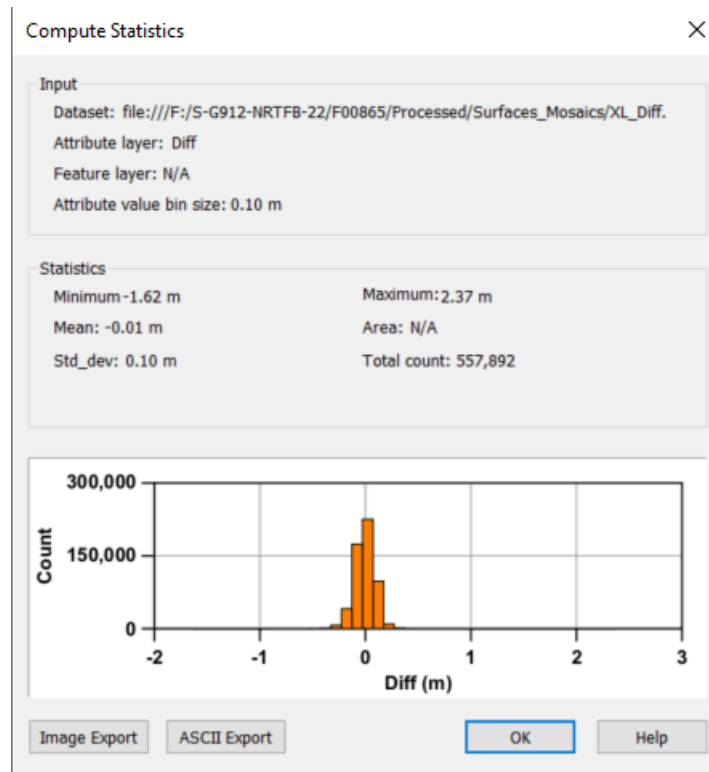 Compute Statistics
Input
Dataset: file:///F:/S-G912-NRTFB-22/F00865/Processed/Surfaces_Mosaics/XL_Diff.
Attribute layer: Diff
Feature layer: N/A
Attribute value bin size: 0.10 m
Statistics
Minimum -1.62 m Maximum: 2.37 m
Mean: -0.01 m Area: N/A
Std_dev: 0.10 m Total count: 557,892
300,000
150,000
0
Count
-2 -1 0 1 2 3
Diff (m)
Image Export ASCII Export OK Help